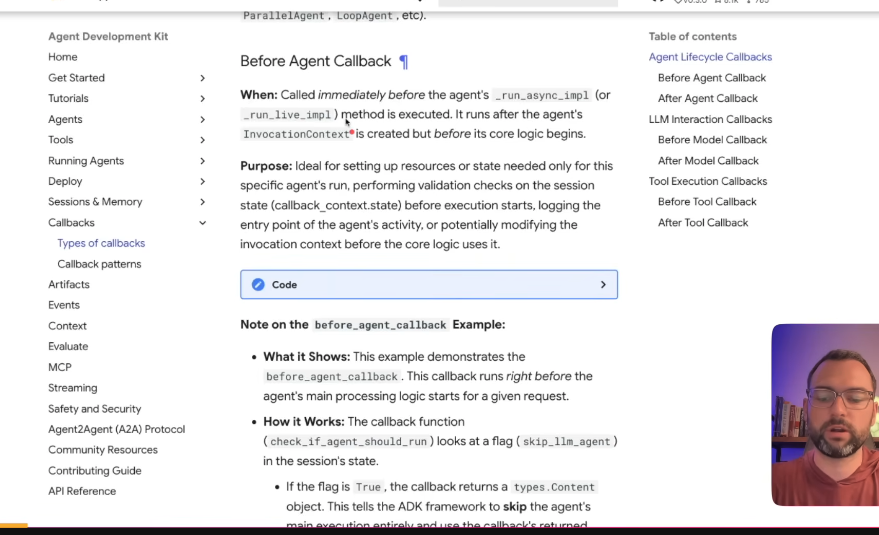 ParallelAgent , LoopAgent , etc).
Agent Development Kit
Home
Get Started
Tutorials
Agents
Tools
Running Agents
Deploy
Sessions & Memory
Callbacks
Types of callbacks
Callback patterns
Artifacts
Events
Context
Evaluate
MCP
Streaming
Safety and Security
Agent2Agent (A2A) Protocol
Community Resources
Contributing Guide
API Reference
Before Agent Callback ¶
When: Called immediately before the agent's _run_async_impl (or
_run_live_impl ) method is executed. It runs after the agent's
InvocationContext is created but before its core logic begins.
Purpose: Ideal for setting up resources or state needed only for this
specific agent's run, performing validation checks on the session
state (callback_context.state) before execution starts, logging the
entry point of the agent's activity, or potentially modifying the
invocation context before the core logic uses it.
Code
Note on the before_agent_callback Example:
• What it Shows: This example demonstrates the
before_agent_callback . This callback runs right before the
agent's main processing logic starts for a given request.
• How it Works: The callback function
( check_if_agent_should_run ) looks at a flag ( skip_llm_agent )
in the session's state.
• If the flag is True , the callback returns a types.Content
object. This tells the ADK framework to skip the agent's
main execution entirely and use the callback's returned
Table of contents
Agent Lifecycle Callbacks
Before Agent Callback
After Agent Callback
LLM Interaction Callbacks
Before Model Callback
After Model Callback
Tool Execution Callbacks
Before Tool Callback
After Tool Callback